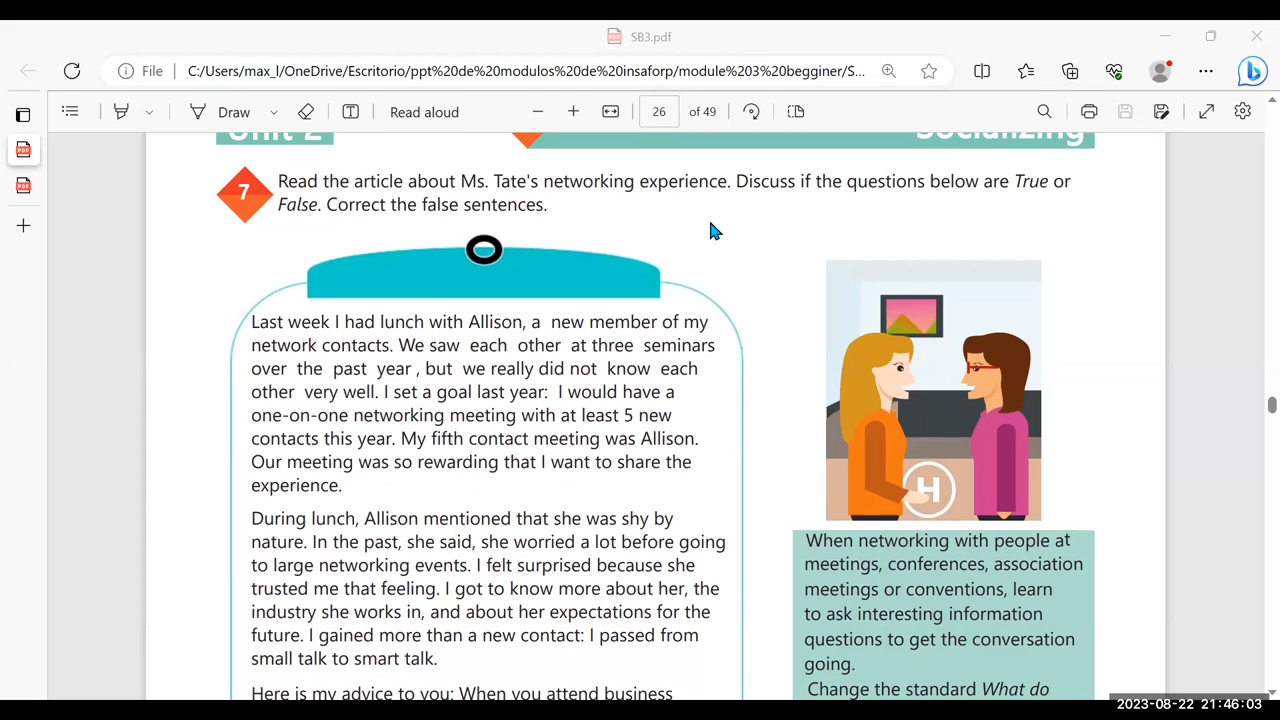 SB3.pdf
File
C:/Users/max_l/OneDrive/Escritorio/ppt%20de%20modulos%20de%20insaforp/module%203%20begginer/S...
Draw
Read aloud
26
of 49
Unit 2
Socializing
7
Read the article about Ms. Tate's networking experience. Discuss if the questions below are True or
False. Correct the false sentences.
Last week I had lunch with Allison, a new member of my
network contacts. We saw each other at three seminars
over the past year , but we really did not know each
other very well. I set a goal last year: I would have a
one-on-one networking meeting with at least 5 new
contacts this year. My fifth contact meeting was Allison.
Our meeting was so rewarding that I want to share the
experience.
During lunch, Allison mentioned that she was shy by
nature. In the past, she said, she worried a lot before going
to large networking events. I felt surprised because she
trusted me that feeling. I got to know more about her, the
industry she works in, and about her expectations for the
future. I gained more than a new contact: I passed from
small talk to smart talk.
Here is my advice to you: When you attend business
H
When networking with people at
meetings, conferences, association
meetings or conventions, learn
to ask interesting information
questions to get the conversation
going.
Change the standard What do
2023-08-22 21:46:03